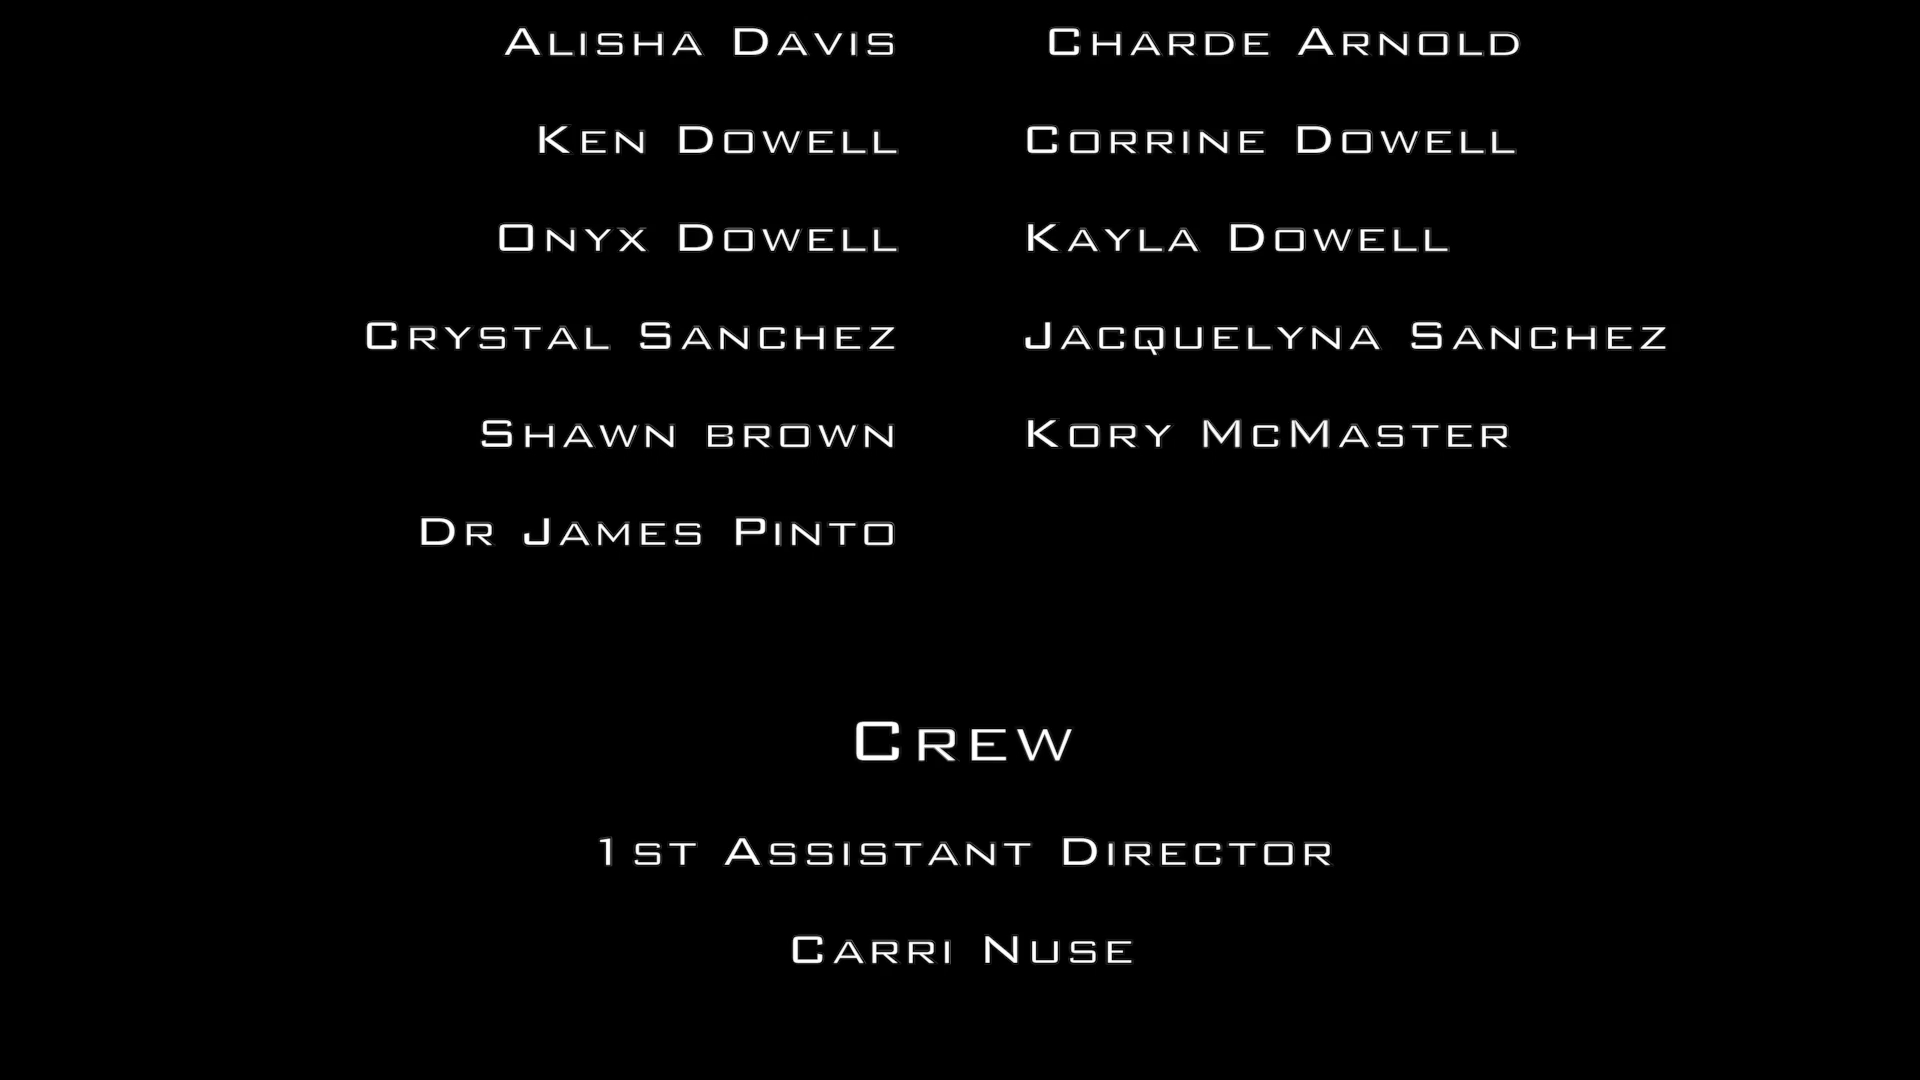 Alisha Davis Charde Arnold
Ken Dowell Corrine Dowell
Onyx Dowell Kayla Dowell
Crystal Sanchez Jacquelyna Sanchez
Shawn brown Kory McMaster
Dr James Pinto
Crew
1st Assistant Director
Carri Nuse